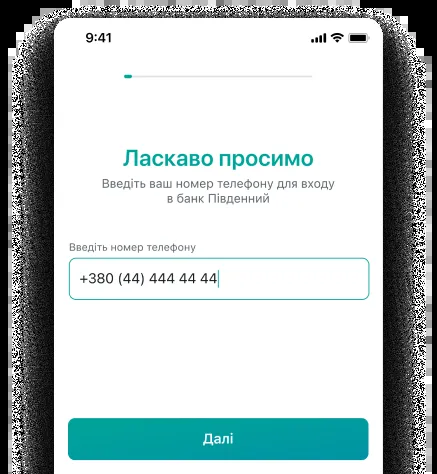 9:41
Ласкаво просимо
Введіть ваш номер телефону для входу
в банк Південний
Введіть номер телефону
+380 (44) 444 44 44
Далі